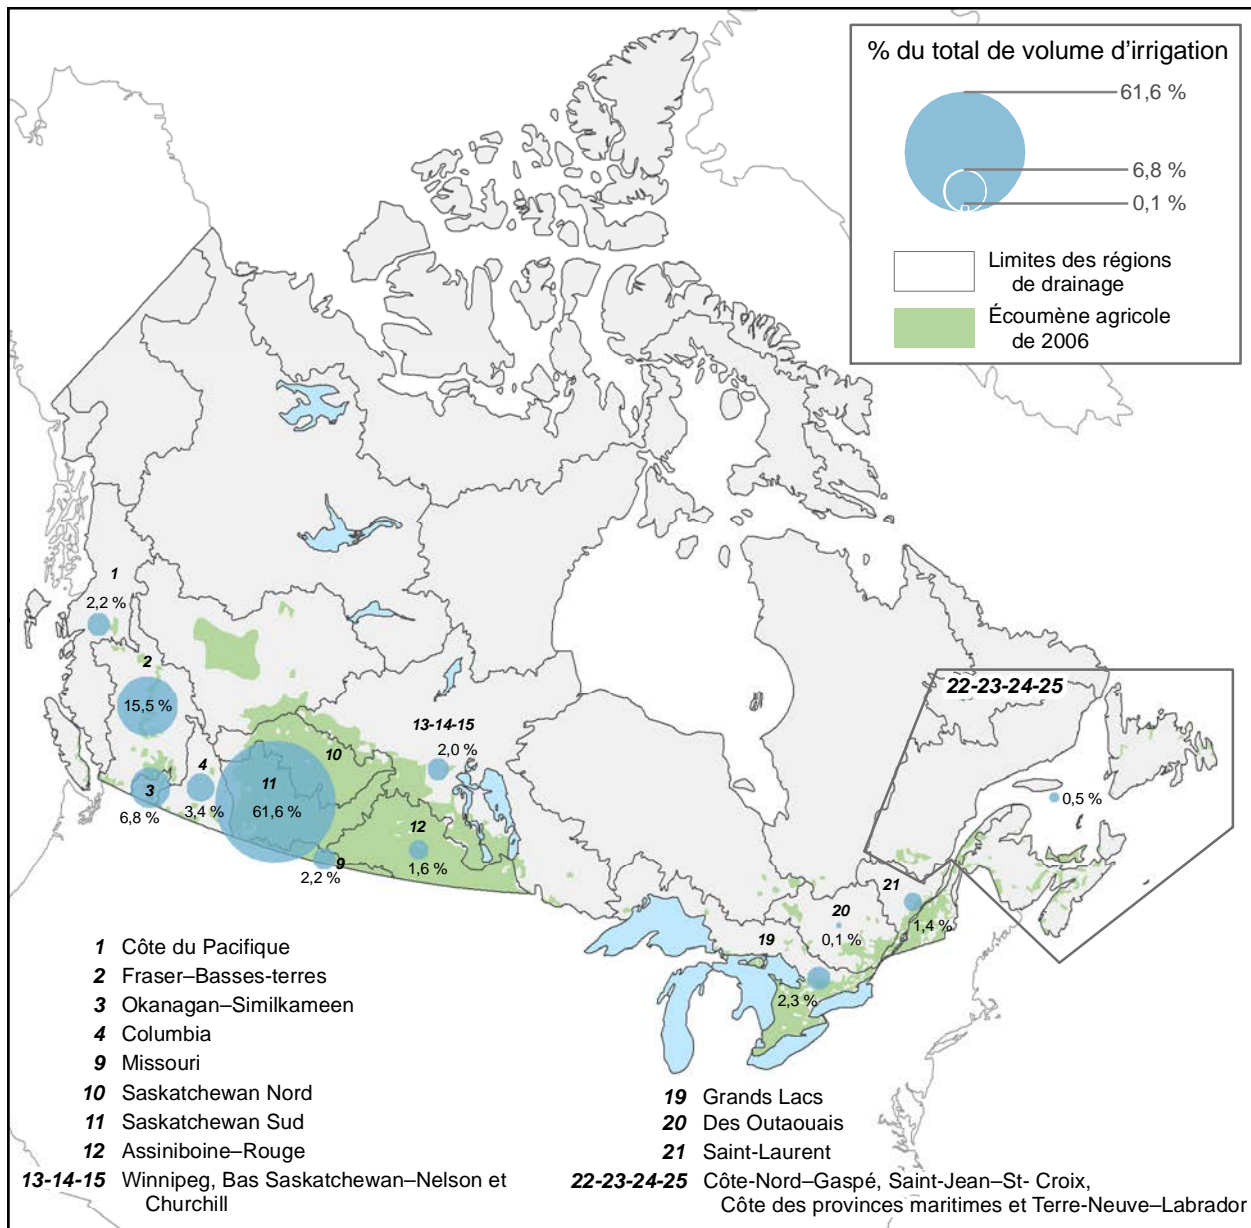 % du total de volume d'irrigation
61,6 %
6,8 %
0,1 %
Limites des régions
de drainage
Écoumène agricole
de 2006
1
2,2 %
2
15,5 %
3
6,8 %
4
3,4 %
11
61,6 %
10
9
2,2 %
12
1,6 %
13-14-15
2,0 %
19
2,3 %
20
0,1 %
21
1,4 %
22-23-24-25
0,5 %
1 Côte du Pacifique
2 Fraser–Basses-terres
3 Okanagan–Similkameen
4 Columbia
9 Missouri
10 Saskatchewan Nord
11 Saskatchewan Sud
12 Assiniboine–Rouge
13-14-15 Winnipeg, Bas Saskatchewan–Nelson et
Churchill
19 Grands Lacs
20 Des Outaouais
21 Saint-Laurent
22-23-24-25 Côte-Nord–Gaspé, Saint-Jean–St- Croix,
Côte des provinces maritimes et Terre-Neuve–Labrador